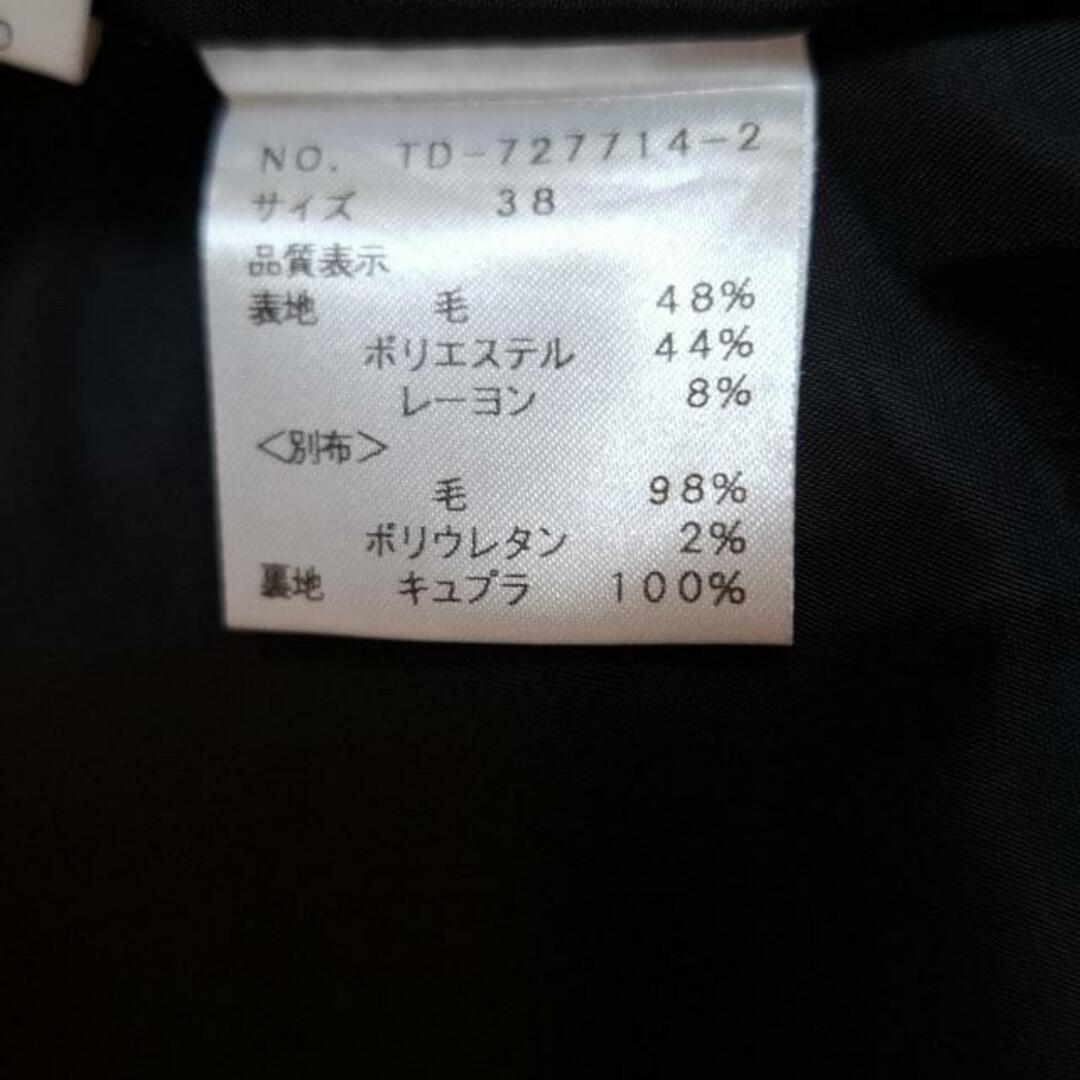 NO. TD-727714-2
サイズ 38
品質表示
表地 毛 48%
ポリエステル 44%
レーヨン 8%
<別布>
毛 98%
ポリウレタン 2%
裏地 キュプラ 100%